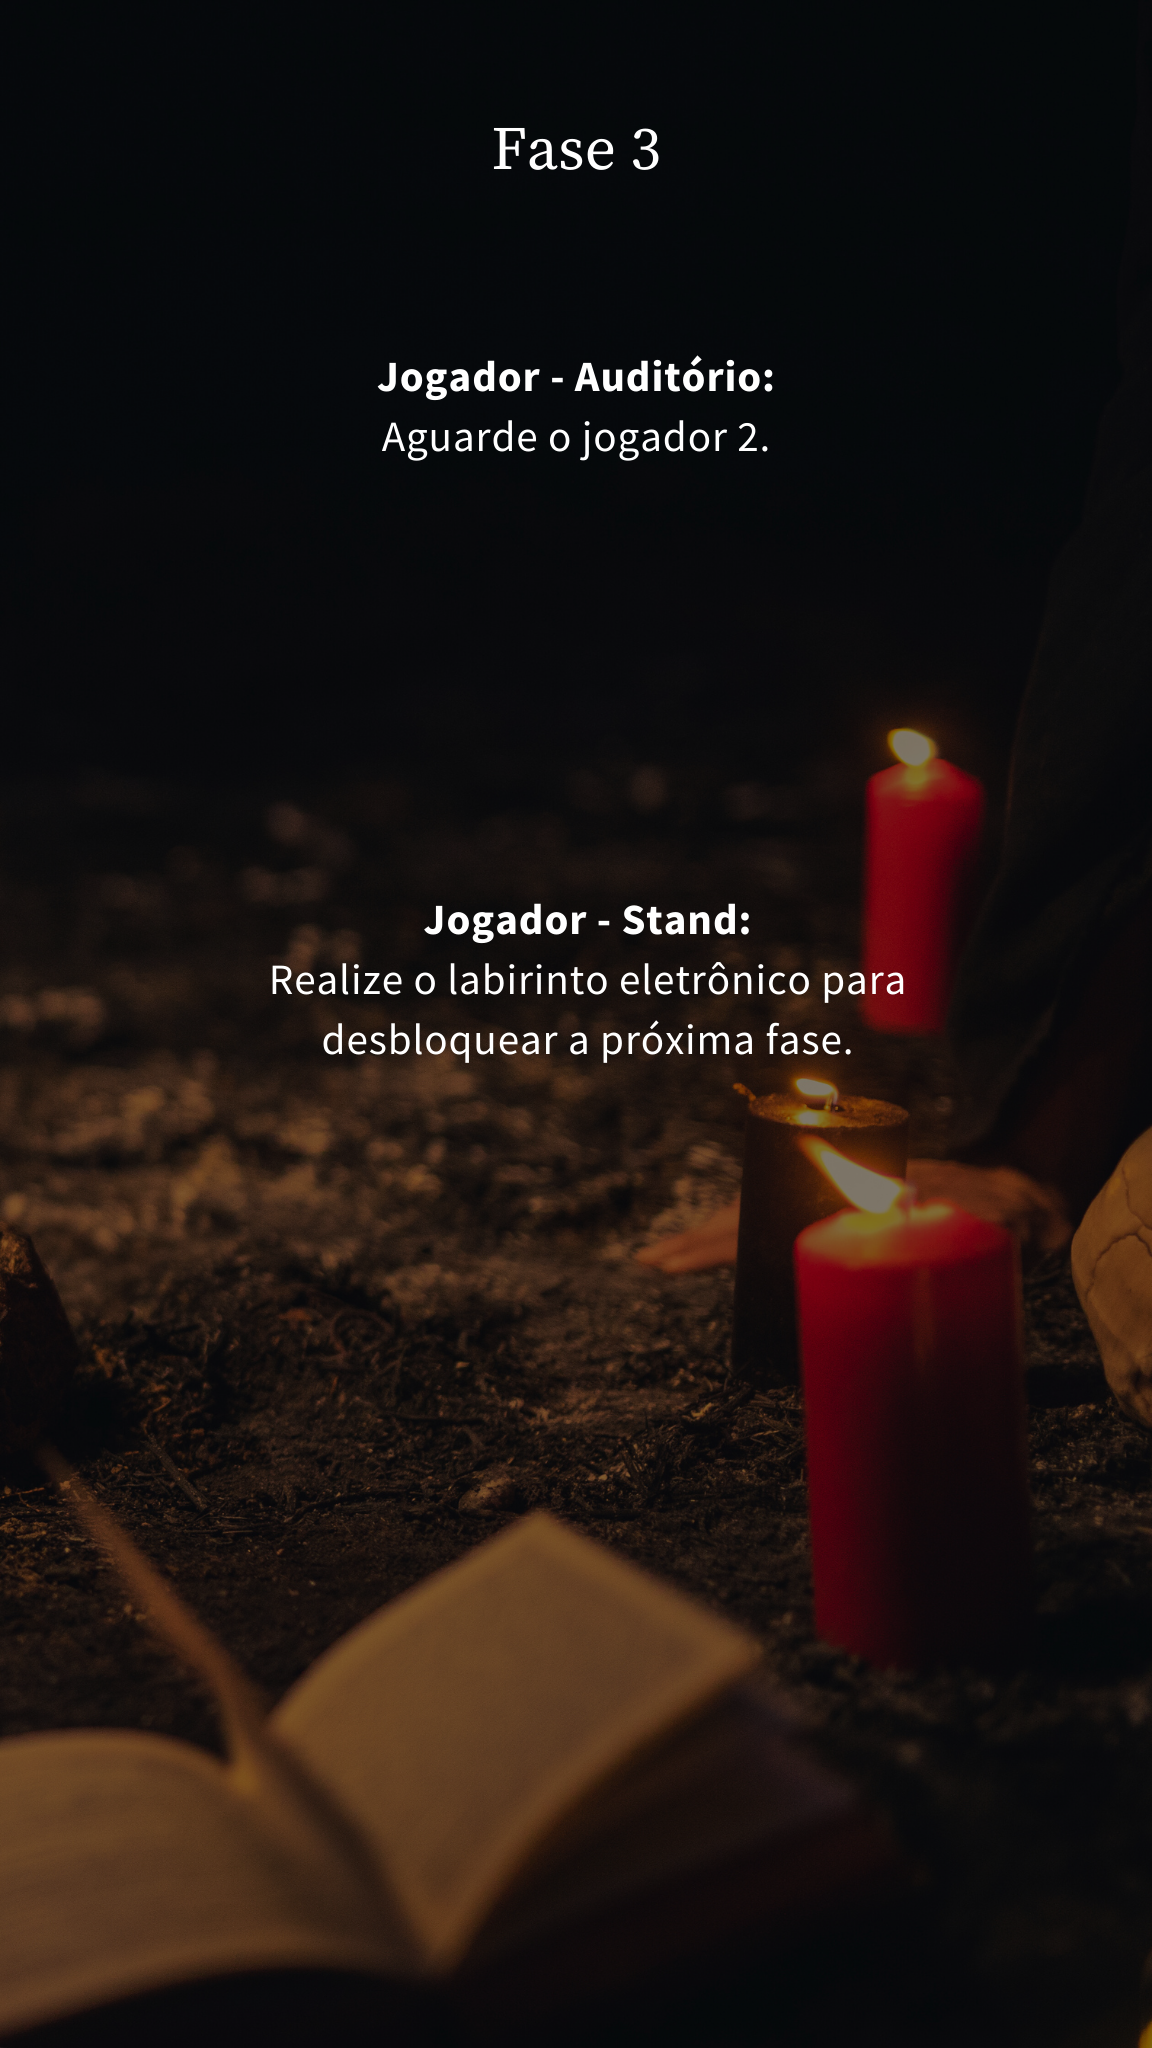 Fase 3
Jogador - Auditório:
Aguarde o jogador 2.
Jogador - Stand:
Realize o labirinto eletrônico para
desbloquear a próxima fase.